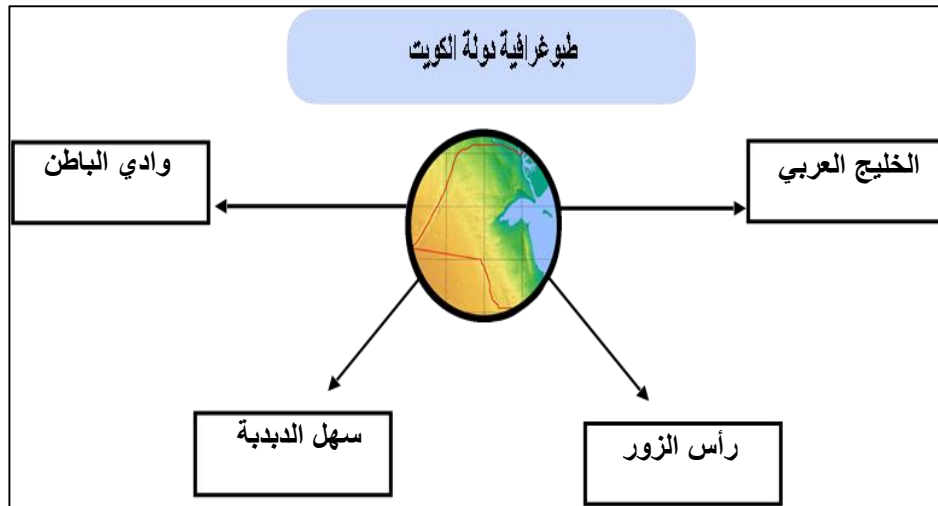 طبوغرافية دولة الكويت
الخليج العربي
وادي الباطن
رأس الزور
سهل الدبدبة